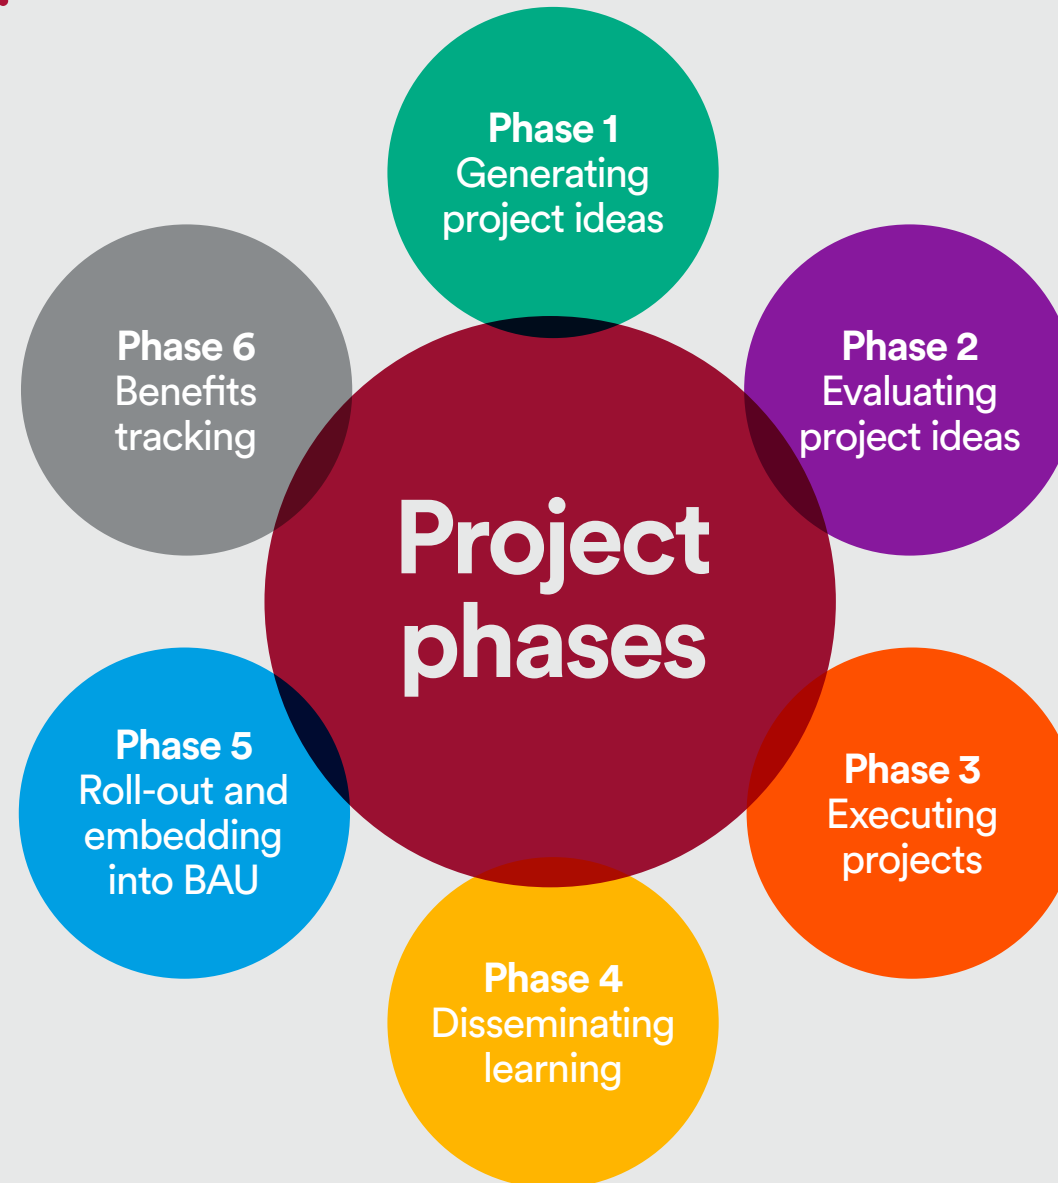 Phase 1
Generating
project ideas
Phase 2
Evaluating
project ideas
Phase 3
Executing
projects
Phase 4
Disseminating
learning
Phase 5
Roll-out and
embedding
into BAU
Phase 6
Benefits
tracking
Project
phases